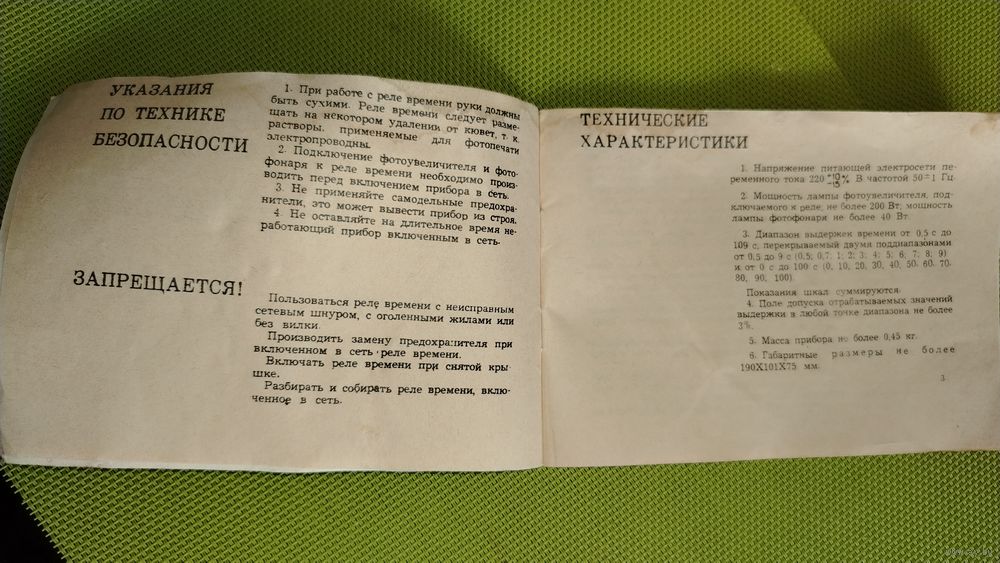 УКАЗАНИЯ
ПО ТЕХНИКЕ
БЕЗОПАСНОСТИ
1. При работе с реле времени руки должны
быть сухими. Реле времени следует разме-
щать на некотором удалении от кювет, т. к.
растворы, применяемые для фотопечати
электропроводны.
2. Подключение фотоувеличителя и фото-
фонаря к реле времени необходимо произ-
водить перед включением прибора в сеть.
3. Не применяйте самодельные предохра-
нители, это может вывести прибор из строя.
4. Не оставляйте на длительное время не-
работающий прибор включенным в сеть.
ЗАПРЕЩАЕТСЯ!
Пользоваться реле времени с неисправным
сетевым шнуром, с оголенными жилами или
без вилки.
Производить замену предохранителя при
включенном в сеть реле времени.
Включать реле времени при снятой кры-
шке.
Разбирать и собирать реле времени, вклю-
ченное в сеть.
ТЕХНИЧЕСКИЕ
ХАРАКТЕРИСТИКИ
1. Напряжение питающей электросети пе-
ременного тока 220 +10 −15 % В частотой 50±1 Гц.
2. Мощность лампы фотоувеличителя, под-
ключаемого к реле, не более 200 Вт; мощность
лампы фотофонаря не более 40 Вт.
3. Диапазон выдержек времени от 0,5 с до
109 с, перекрываемый двумя поддиапазонами
от 0,5 до 9 с (0,5; 0,7; 1; 2; 3; 4; 5; 6; 7; 8; 9)
и от 0 с до 100 с (0, 10, 20, 30, 40, 50, 60, 70,
80, 90, 100).
Показания шкал суммируются.
4. Поле допуска отрабатываемых значений
выдержки в любой точке диапазона не более
3%.
5. Масса прибора не более 0,45 кг.
6. Габаритные размеры не более
190X101X75 мм.
3